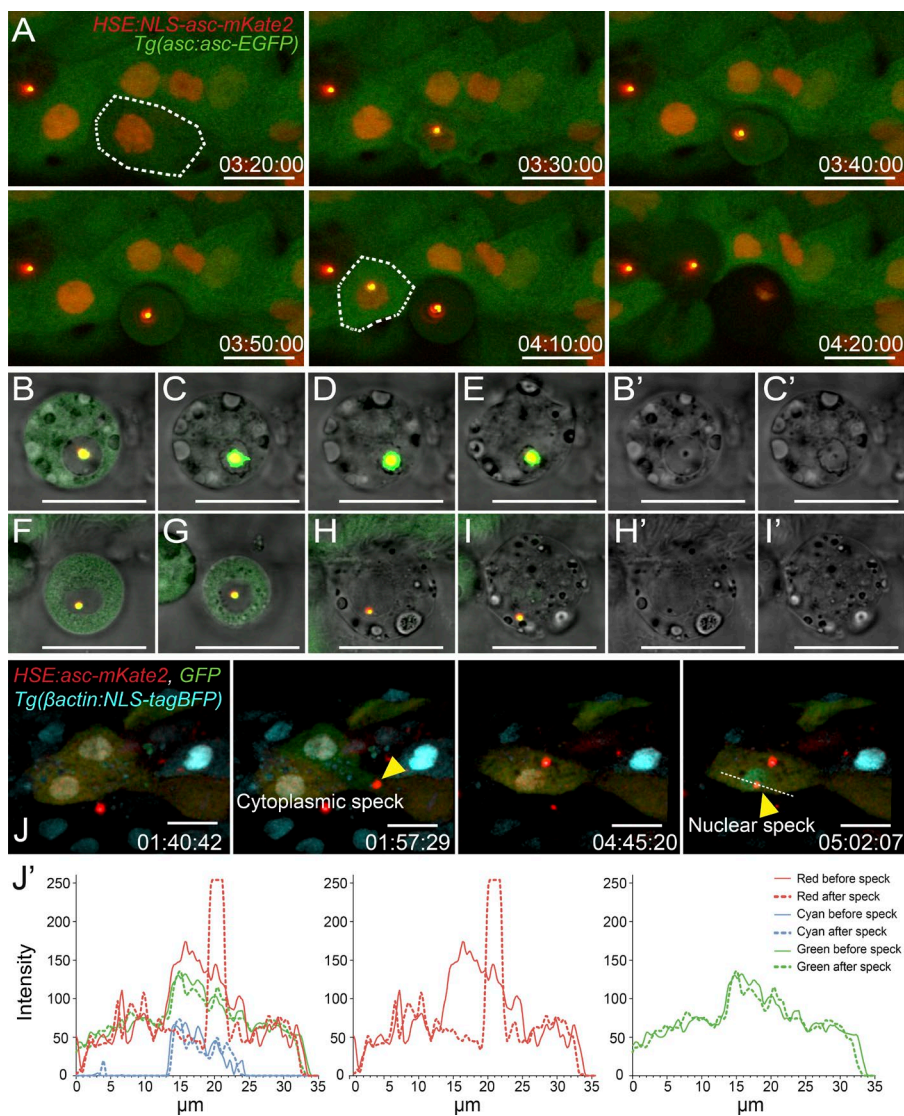 A
HSE:NLS-asc-mKate2
Tg(asc:asc-EGFP)
03:20:00
03:30:00
03:40:00
03:50:00
04:10:00
04:20:00
B
C
D
E
B'
C'
F
G
H
I
H'
I'
HSE:asc-mKate2, GFP
Tg(βactin:NLS-tagBFP)
Cytoplasmic speck
Nuclear speck
J
01:40:42
01:57:29
04:45:20
05:02:07
J'
Intensity
250
200
150
100
50
0
0 5 10 15 20 25 30 35
µm
250
200
150
100
50
0
0 5 10 15 20 25 30 35
µm
250
200
150
100
50
0
0 5 10 15 20 25 30 35
µm
Red before speck
Red after speck
Cyan before speck
Cyan after speck
Green before speck
Green after speck